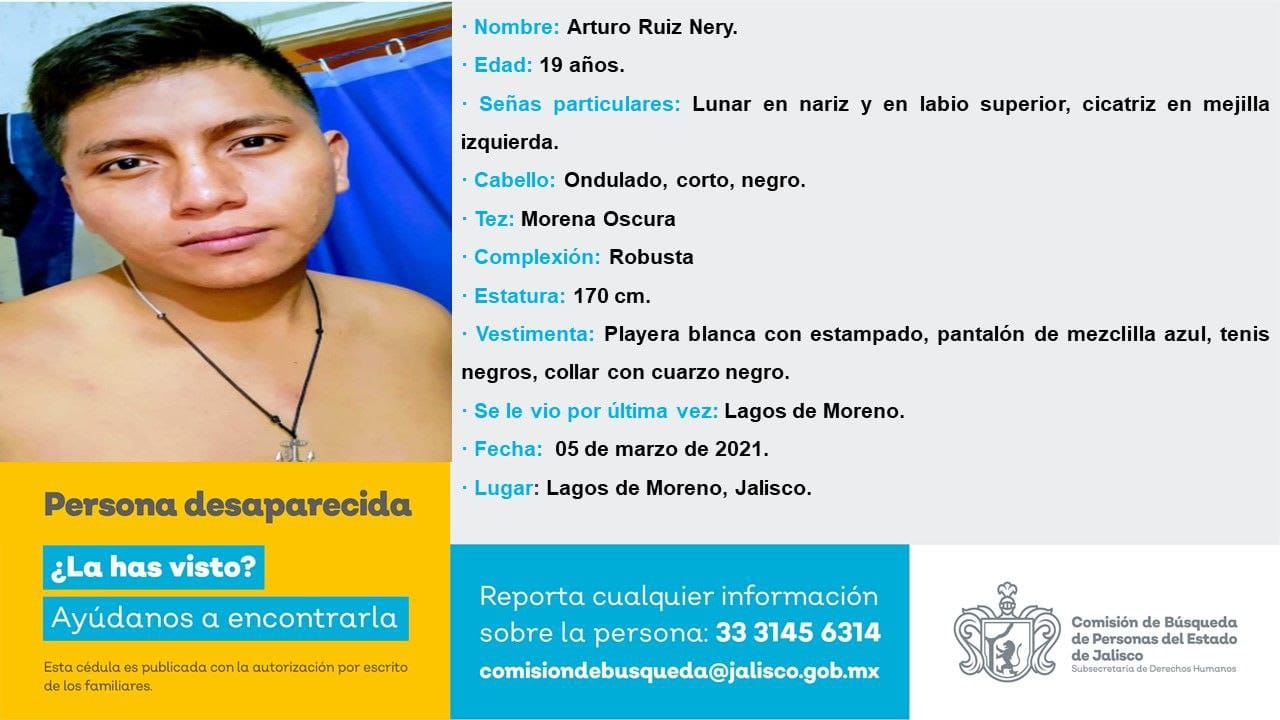 · Nombre: Arturo Ruiz Nery.
· Edad: 19 años.
· Señas particulares: Lunar en nariz y en labio superior, cicatriz en mejilla
izquierda.
· Cabello: Ondulado, corto, negro.
· Tez: Morena Oscura
· Complexión: Robusta
· Estatura: 170 cm.
· Vestimenta: Playera blanca con estampado, pantalón de mezclilla azul, tenis
negros, collar con cuarzo negro.
· Se le vio por última vez: Lagos de Moreno.
· Fecha: 05 de marzo de 2021.
· Lugar: Lagos de Moreno, Jalisco.
Persona desaparecida
¿La has visto?
Ayúdanos a encontrarla
Esta cédula es publicada con la autorización por escrito
de los familiares.
Reporta cualquier información
sobre la persona: 33 3145 6314
comisiondebusqueda@jalisco.gob.mx
Comisión de Búsqueda
de Personas del Estado
de Jalisco
Subsecretaría de Derechos Humanos